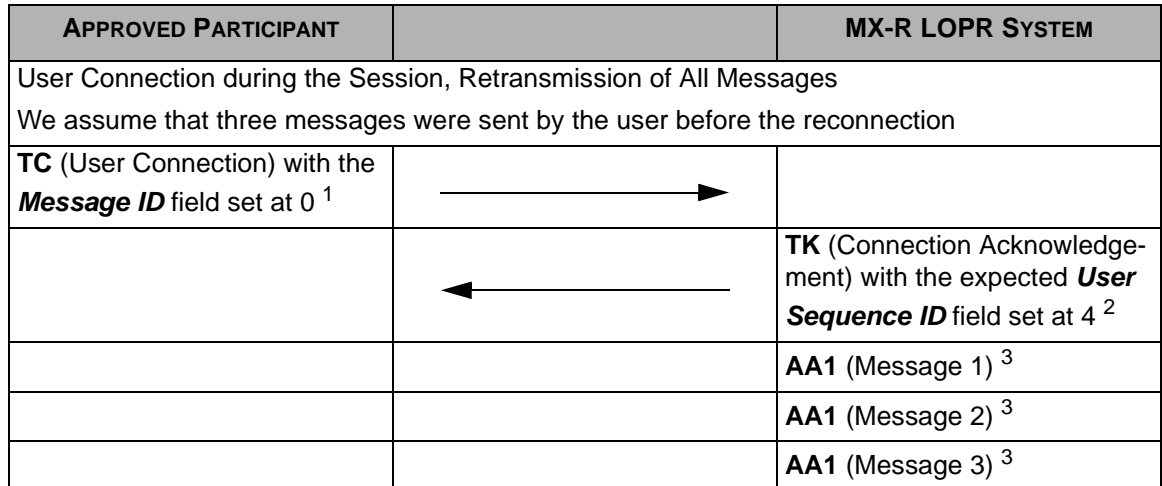 APPROVED PARTICIPANT MX-R LOPR SYSTEM
User Connection during the Session, Retransmission of All Messages
We assume that three messages were sent by the user before the reconnection
TC (User Connection) with the
Message ID field set at 0 1
TK (Connection Acknowledge-
ment) with the expected User
Sequence ID field set at 4 2
AA1 (Message 1) 3
AA1 (Message 2) 3
AA1 (Message 3) 3